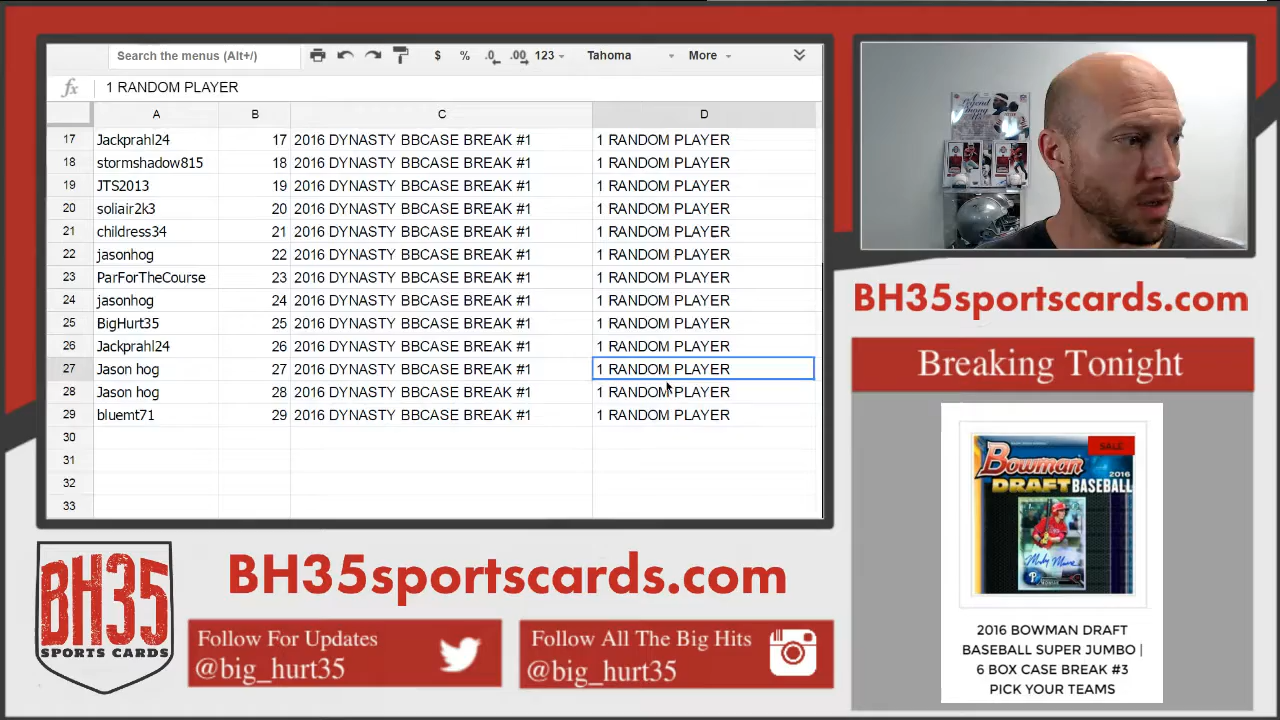 Search the menus (Alt+/)
$ % .0 .00 123 Tahoma More
fx 1 RANDOM PLAYER
A B C D
17 Jackprahl24 17 2016 DYNASTY BBCASE BREAK #1 1 RANDOM PLAYER
18 stormshadow815 18 2016 DYNASTY BBCASE BREAK #1 1 RANDOM PLAYER
19 JTS2013 19 2016 DYNASTY BBCASE BREAK #1 1 RANDOM PLAYER
20 soliair2k3 20 2016 DYNASTY BBCASE BREAK #1 1 RANDOM PLAYER
21 childress34 21 2016 DYNASTY BBCASE BREAK #1 1 RANDOM PLAYER
22 jasonhog 22 2016 DYNASTY BBCASE BREAK #1 1 RANDOM PLAYER
23 ParForTheCourse 23 2016 DYNASTY BBCASE BREAK #1 1 RANDOM PLAYER
24 jasonhog 24 2016 DYNASTY BBCASE BREAK #1 1 RANDOM PLAYER
25 BigHurt35 25 2016 DYNASTY BBCASE BREAK #1 1 RANDOM PLAYER
26 Jackprahl24 26 2016 DYNASTY BBCASE BREAK #1 1 RANDOM PLAYER
27 Jason hog 27 2016 DYNASTY BBCASE BREAK #1 1 RANDOM PLAYER
28 Jason hog 28 2016 DYNASTY BBCASE BREAK #1 1 RANDOM PLAYER
29 bluemt71 29 2016 DYNASTY BBCASE BREAK #1 1 RANDOM PLAYER
30
31
32
33
BH35sportscards.com
Breaking Tonight
SALE
Bowman
2016
DRAFT BASEBALL
2016 BOWMAN DRAFT
BASEBALL SUPER JUMBO |
6 BOX CASE BREAK #3
PICK YOUR TEAMS
BH35
SPORTS CARDS
BH35sportscards.com
Follow For Updates
@big_hurt35
Follow All The Big Hits
@big_hurt35